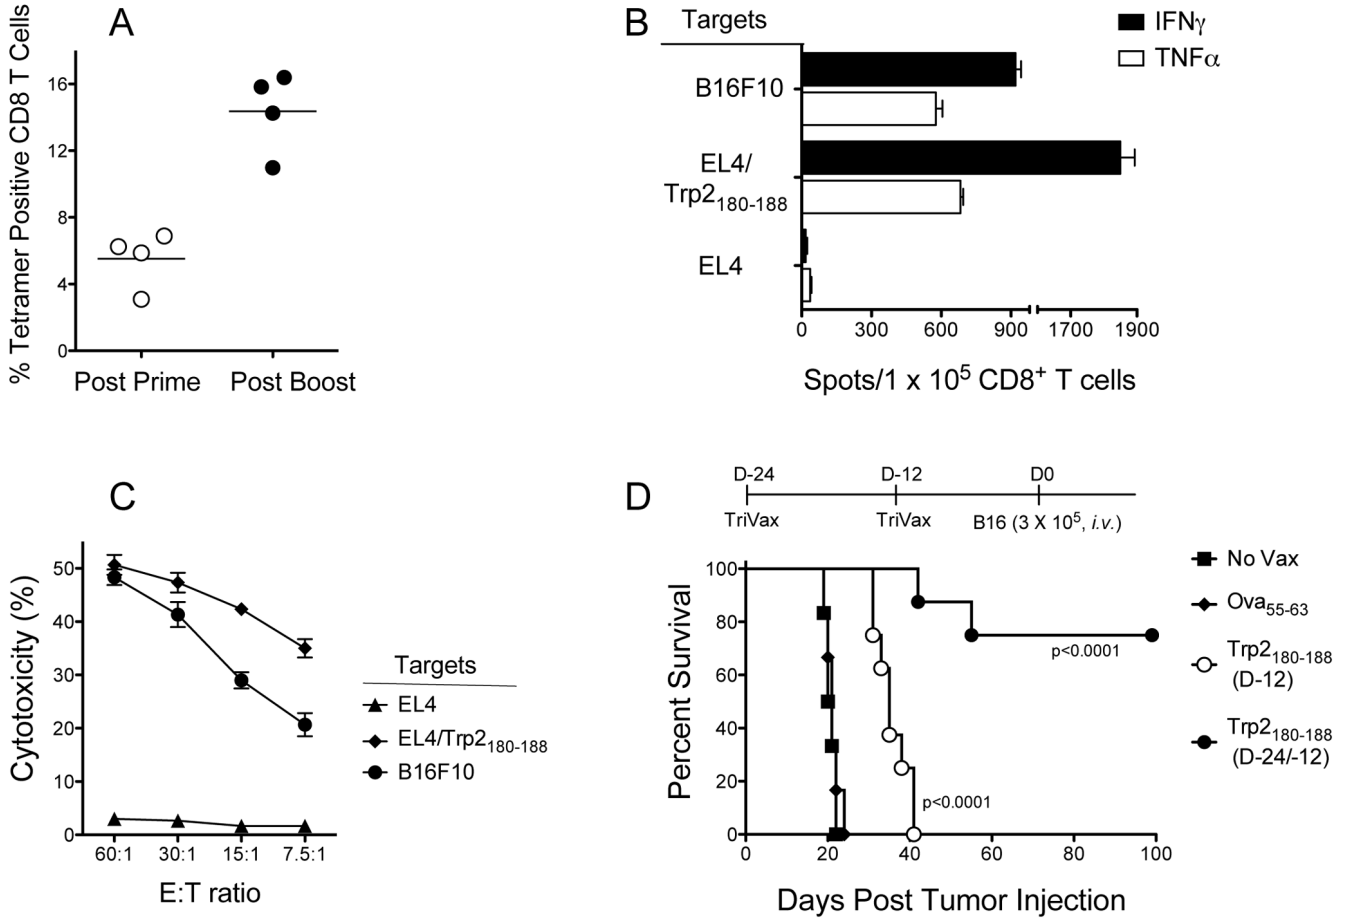 A
% Tetramer Positive CD8 T Cells
16
12
8
4
0
Post Prime Post Boost
B
Targets
IFNγ
TNFα
B16F10
EL4/
Trp2180-188
EL4
0 300 600 900 1700 1900
Spots/1 x 10⁵ CD8⁺ T cells
C
Cytotoxicity (%)
50
40
30
20
10
0
60:1 30:1 15:1 7.5:1
E:T ratio
Targets
EL4
EL4/Trp2180-188
B16F10
D
D-24 D-12 D0
TriVax TriVax B16 (3 X 10⁵, i.v.)
Percent Survival
100
80
60
40
20
0
p<0.0001
p<0.0001
0 20 40 60 80 100
Days Post Tumor Injection
No Vax
Ova55-63
Trp2180-188
(D-12)
Trp2180-188
(D-24/-12)